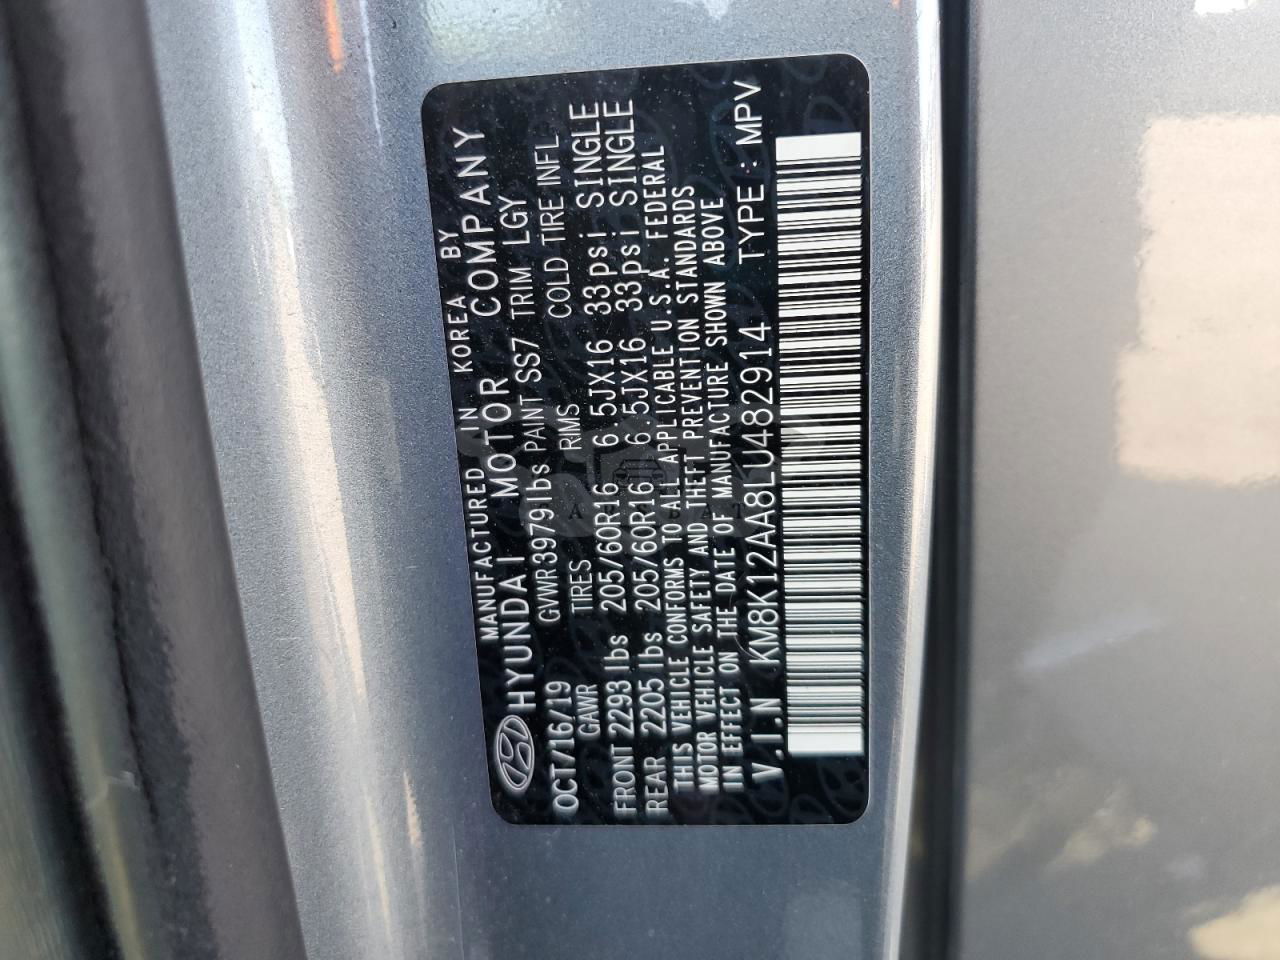 MANUFACTURED IN KOREA BY
HYUNDAI MOTOR COMPANY
OCT/16/19 GVWR 3979lbs PAINT SS7 TRIM LGY
GAWR TIRES RIMS COLD TIRE INFL
FRONT 2293 lbs 205/60R16 6.5JX16 33psi SINGLE
REAR 2205 lbs 205/60R16 6.5JX16 33psi SINGLE
THIS VEHICLE CONFORMS TO ALL APPLICABLE U.S.A. FEDERAL
MOTOR VEHICLE SAFETY AND THEFT PREVENTION STANDARDS
IN EFFECT ON THE DATE OF MANUFACTURE SHOWN ABOVE
V.I.N KM8K12AA8LU482914 TYPE : MPV